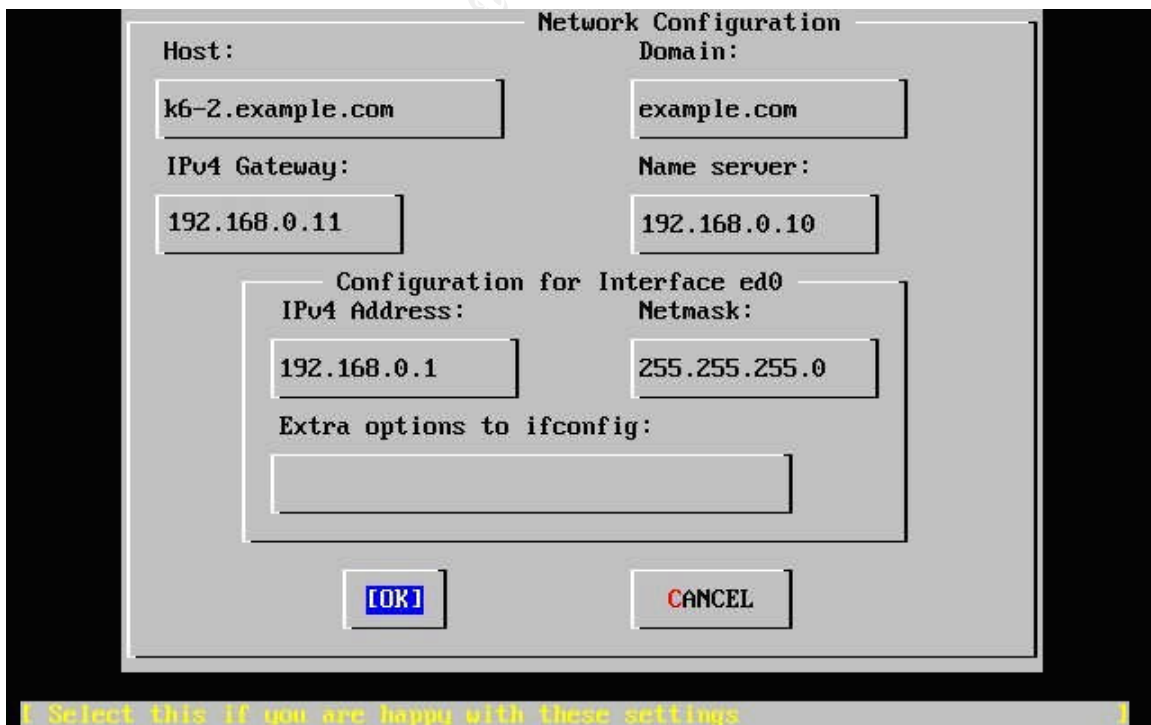 Network Configuration
Host: Domain:
k6-2.example.com example.com
IPv4 Gateway: Name server:
192.168.0.11 192.168.0.10
Configuration for Interface ed0
IPv4 Address: Netmask:
192.168.0.1 255.255.255.0
Extra options to ifconfig:
[OK] CANCEL
[ Select this if you are happy with these settings ]